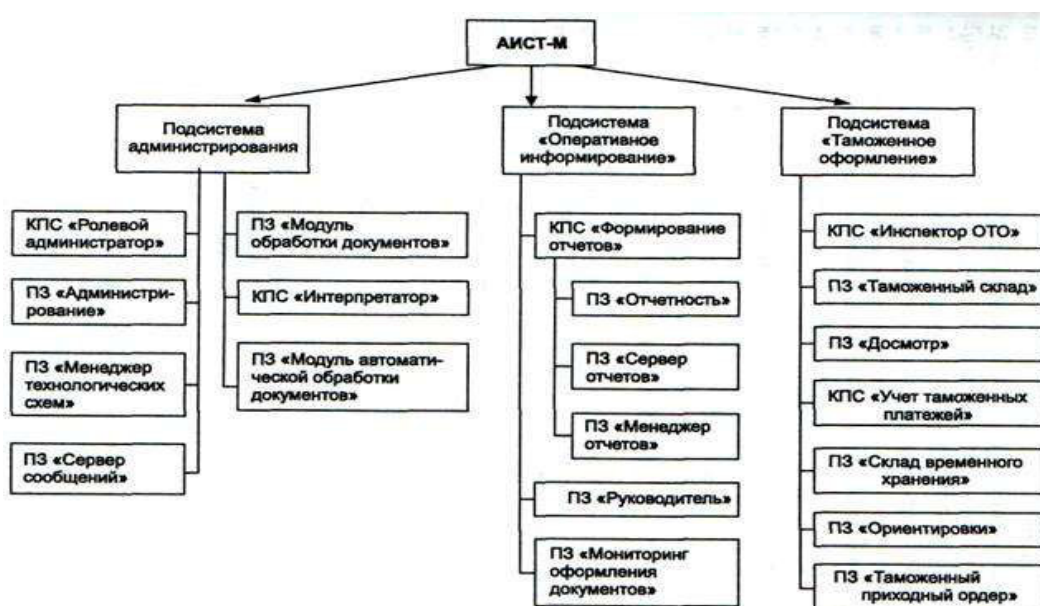 АИСТ-М
Подсистема
администрирования
КПС «Ролевой
администратор»
ПЗ «Администри-
рование»
ПЗ «Менеджер
технологических
схем»
ПЗ «Сервер
сообщений»
ПЗ «Модуль
обработки документов»
КПС «Интерпретатор»
ПЗ «Модуль автомати-
ческой обработки
документов»
Подсистема
«Оперативное
информирование»
КПС «Формирование
отчетов»
ПЗ «Отчетность»
ПЗ «Сервер
отчетов»
ПЗ «Менеджер
отчетов»
ПЗ «Руководитель»
ПЗ «Мониторинг
оформления
документов»
Подсистема
«Таможенное
оформление»
КПС «Инспектор ОТО»
ПЗ «Таможенный склад»
ПЗ «Досмотр»
КПС «Учет таможенных
платежей»
ПЗ «Склад временного
хранения»
ПЗ «Ориентировки»
ПЗ «Таможенный
приходный ордер»